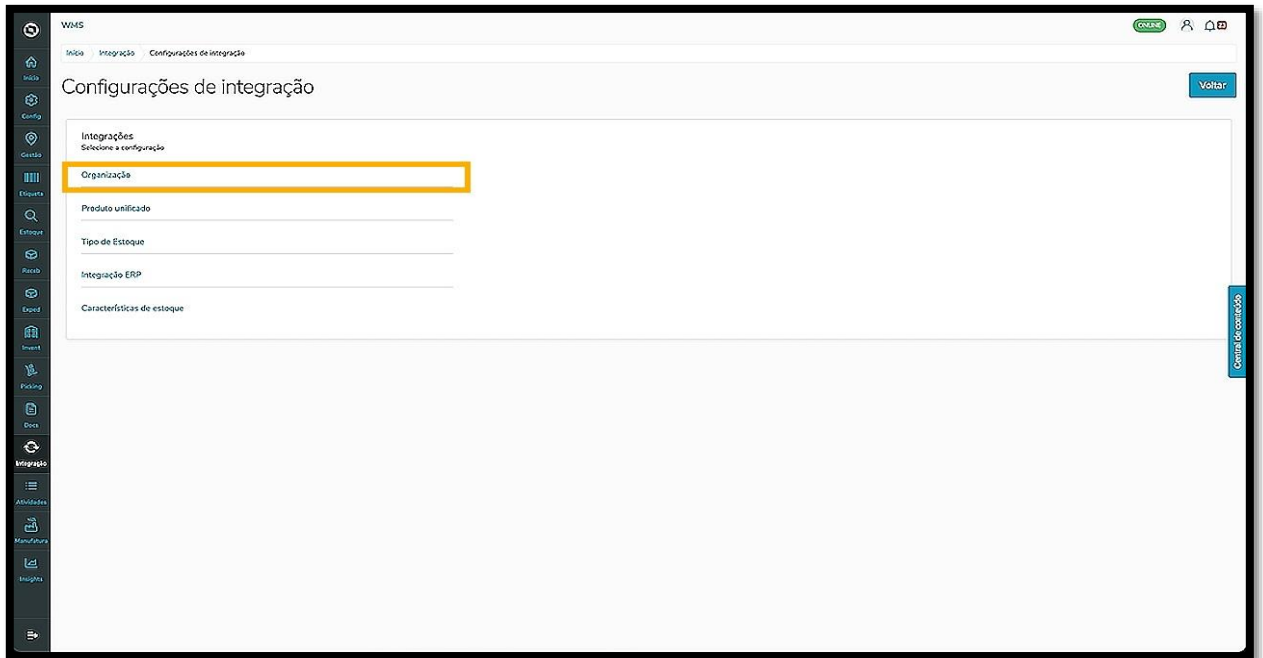 WMS
ONLINE
23
Início
Integração
Configurações de integração
Configurações de integração
Voltar
Início
Config
Gestão
Etiqueta
Estoque
Receb
Exped
Invent
Picking
Docs
Integração
Atividades
Manufatura
Insights
Integrações
Selecione a configuração
Organização
Produto unificado
Tipo de Estoque
Integração ERP
Características de estoque
Central de conteúdo